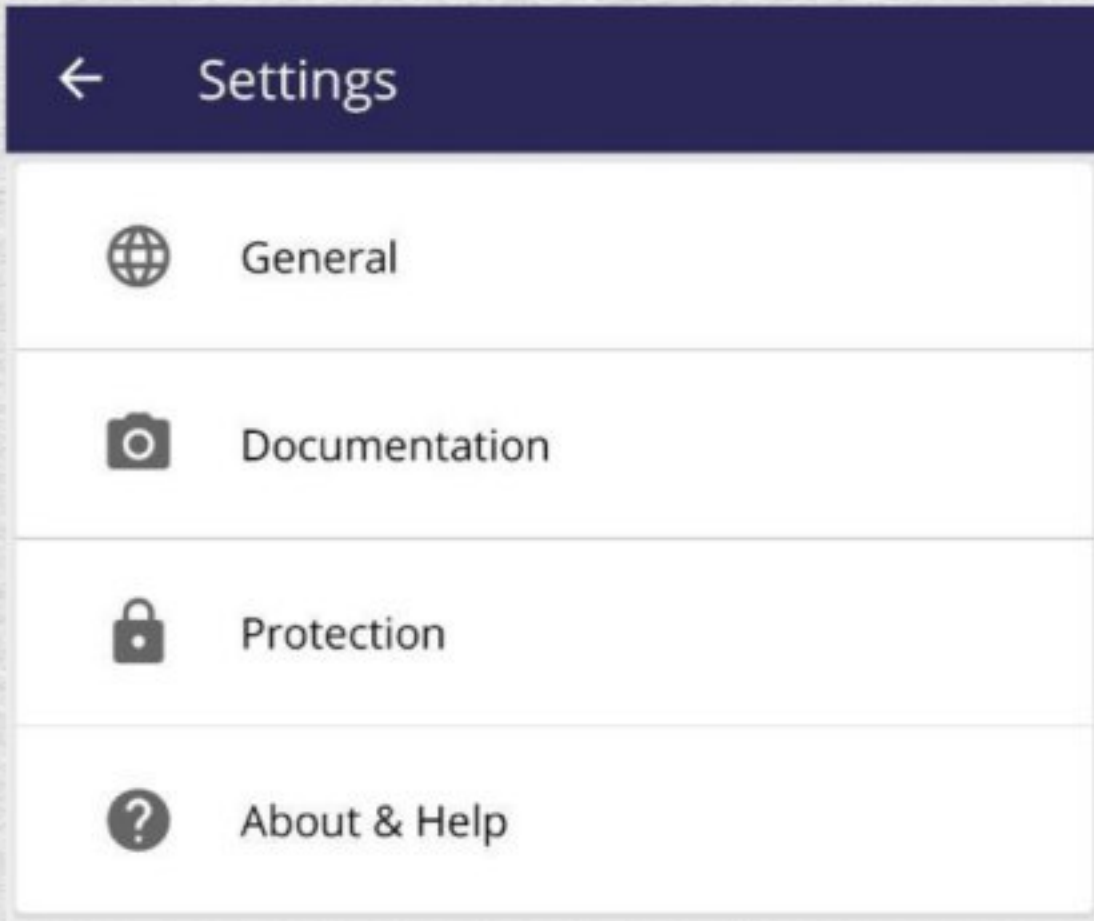 Settings
General
Documentation
Protection
About & Help